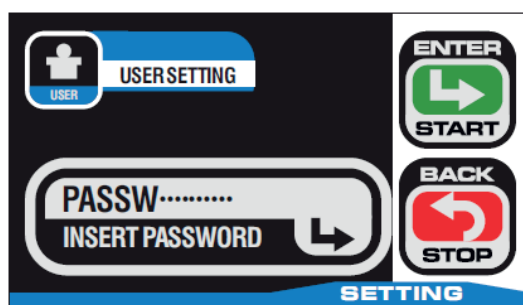 USER
USER SETTING
ENTER
START
PASSW..........
INSERT PASSWORD
BACK
STOP
SETTING